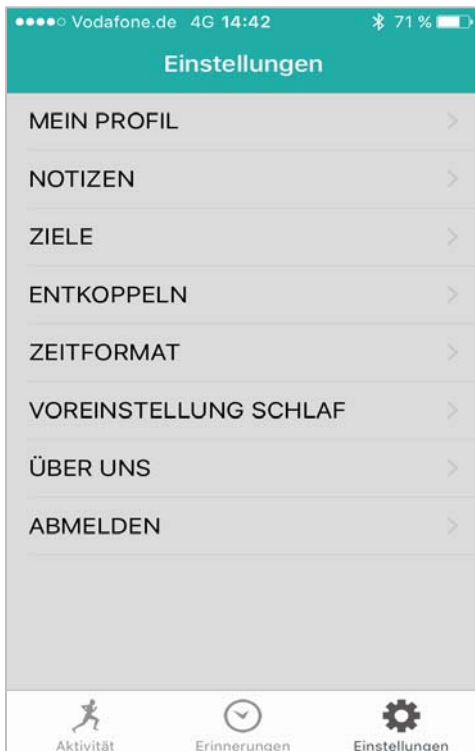 Vodafone.de 4G 14:42 71 %
Einstellungen
MEIN PROFIL
NOTIZEN
ZIELE
ENTKOPPELN
ZEITFORMAT
VOREINSTELLUNG SCHLAF
ÜBER UNS
ABMELDEN
Aktivität Erinnerungen Einstellungen